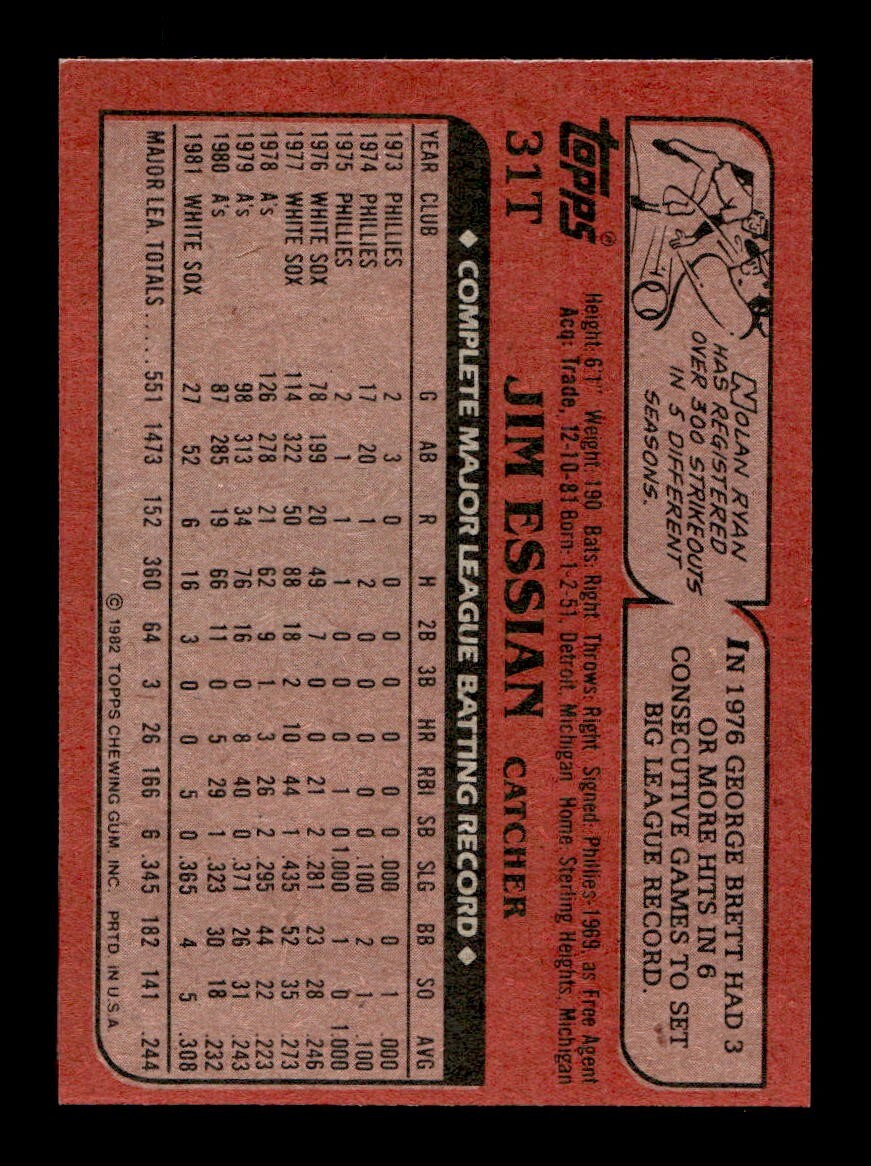 NOLAN RYAN
HAS REGISTERED
OVER 300 STRIKEOUTS
IN 5 DIFFERENT
SEASONS.
IN 1976 GEORGE BRETT HAD 3
OR MORE HITS IN 6
CONSECUTIVE GAMES TO SET
BIG LEAGUE RECORD.
topps®
Height: 6'1" Weight: 190 Bats: Right Throws: Right Signed: Phillies-1969, as Free Agent
Acq: Trade, 12-10-81 Born: 1-2-51, Detroit, Michigan Home: Sterling Heights, Michigan
31T JIM ESSIAN CATCHER
◆ COMPLETE MAJOR LEAGUE BATTING RECORD ◆
YEAR CLUB G AB R H 2B 3B HR RBI SB SLG BB SO AVG
1973 PHILLIES 2 3 0 0 0 0 0 0 0 .000 0 1 .000
1974 PHILLIES 17 20 1 2 0 0 0 0 0 .100 2 1 .100
1975 PHILLIES 2 1 1 1 0 0 0 1 0 1.000 1 0 1.000
1976 WHITE SOX 78 199 20 49 7 0 0 21 2 .281 23 28 .246
1977 WHITE SOX 114 322 50 88 18 2 10 44 1 .435 52 35 .273
1978 A's 126 278 21 62 9 1 3 26 2 .295 44 22 .223
1979 A's 98 313 34 76 16 0 8 40 0 .371 26 31 .243
1980 A's 87 285 19 66 11 0 5 29 1 .323 30 18 .232
1981 WHITE SOX 27 52 6 16 3 0 0 5 0 .365 4 5 .308
MAJOR LEA. TOTALS ..... 551 1473 152 360 64 3 26 166 6 .345 182 141 .244
© 1982 TOPPS CHEWING GUM, INC. PRTD. IN U.S.A.